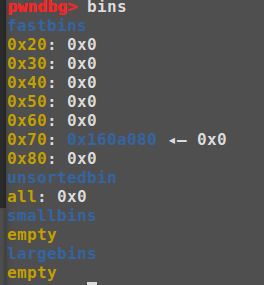 pwndbg> bins
fastbins
0x20: 0x0
0x30: 0x0
0x40: 0x0
0x50: 0x0
0x60: 0x0
0x70: 0x160a080 ◂— 0x0
0x80: 0x0
unsortedbin
all: 0x0
smallbins
empty
largebins
empty